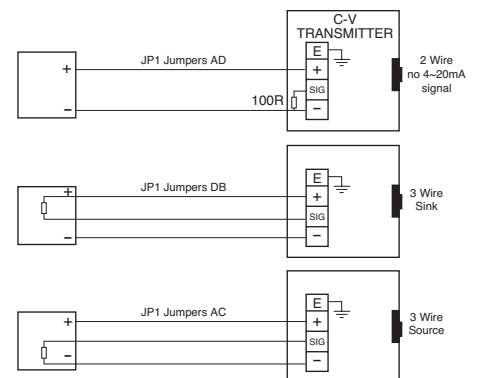 C-V
TRANSMITTER
JP1 Jumpers AD
E
+
+
SIG
100R
−
−
2 Wire
no 4~20mA
signal
JP1 Jumpers DB
E
+
+
SIG
−
−
3 Wire
Sink
JP1 Jumpers AC
E
+
+
SIG
−
−
3 Wire
Source